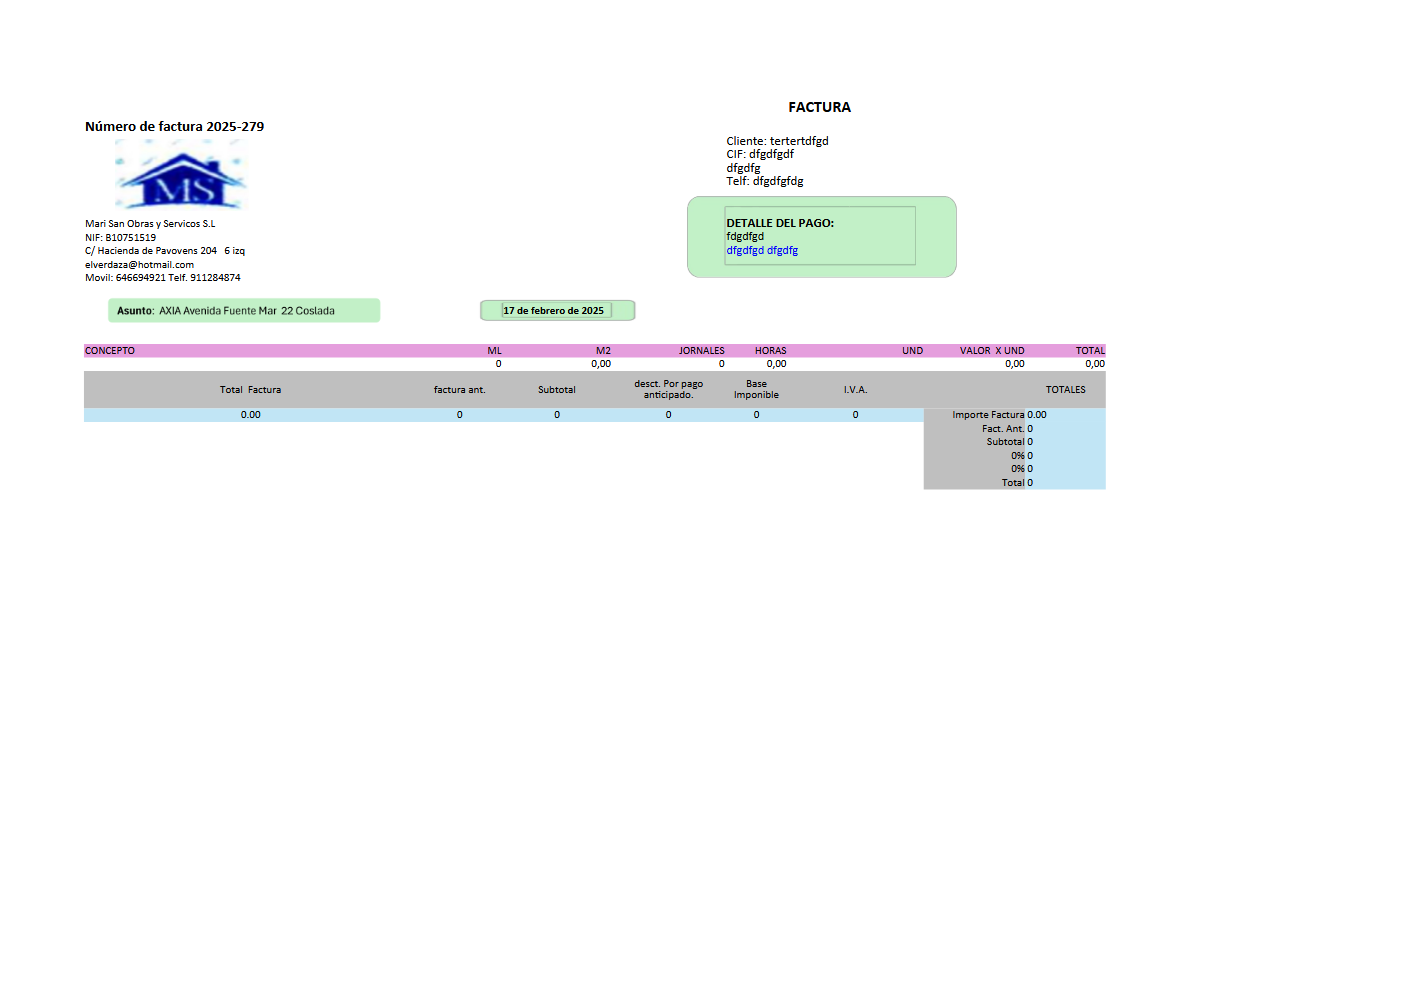 FACTURA
Número de factura 2025-279
Cliente: tertertdfgd
CIF: dfgdfgdf
dfgdfg
Telf: dfgdfgfdg
MS
DETALLE DEL PAGO:
fdgdfgd
dfgdfgd dfgdfg
Mari San Obras y Servicos S.L
NIF: B10751519
C/ Hacienda de Pavovens 204 6 izq
elverdaza@hotmail.com
Movil: 646694921 Telf. 911284874
Asunto: AXIA Avenida Fuente Mar 22 Coslada
17 de febrero de 2025
CONCEPTO ML M2 JORNALES HORAS UND VALOR X UND TOTAL
0 0,00 0 0,00 0,00 0,00
Total Factura factura ant. Subtotal desct. Por pago anticipado. Base Imponible I.V.A. TOTALES
0.00 0 0 0 0 0 Importe Factura 0.00
Fact. Ant. 0
Subtotal 0
0% 0
0% 0
Total 0